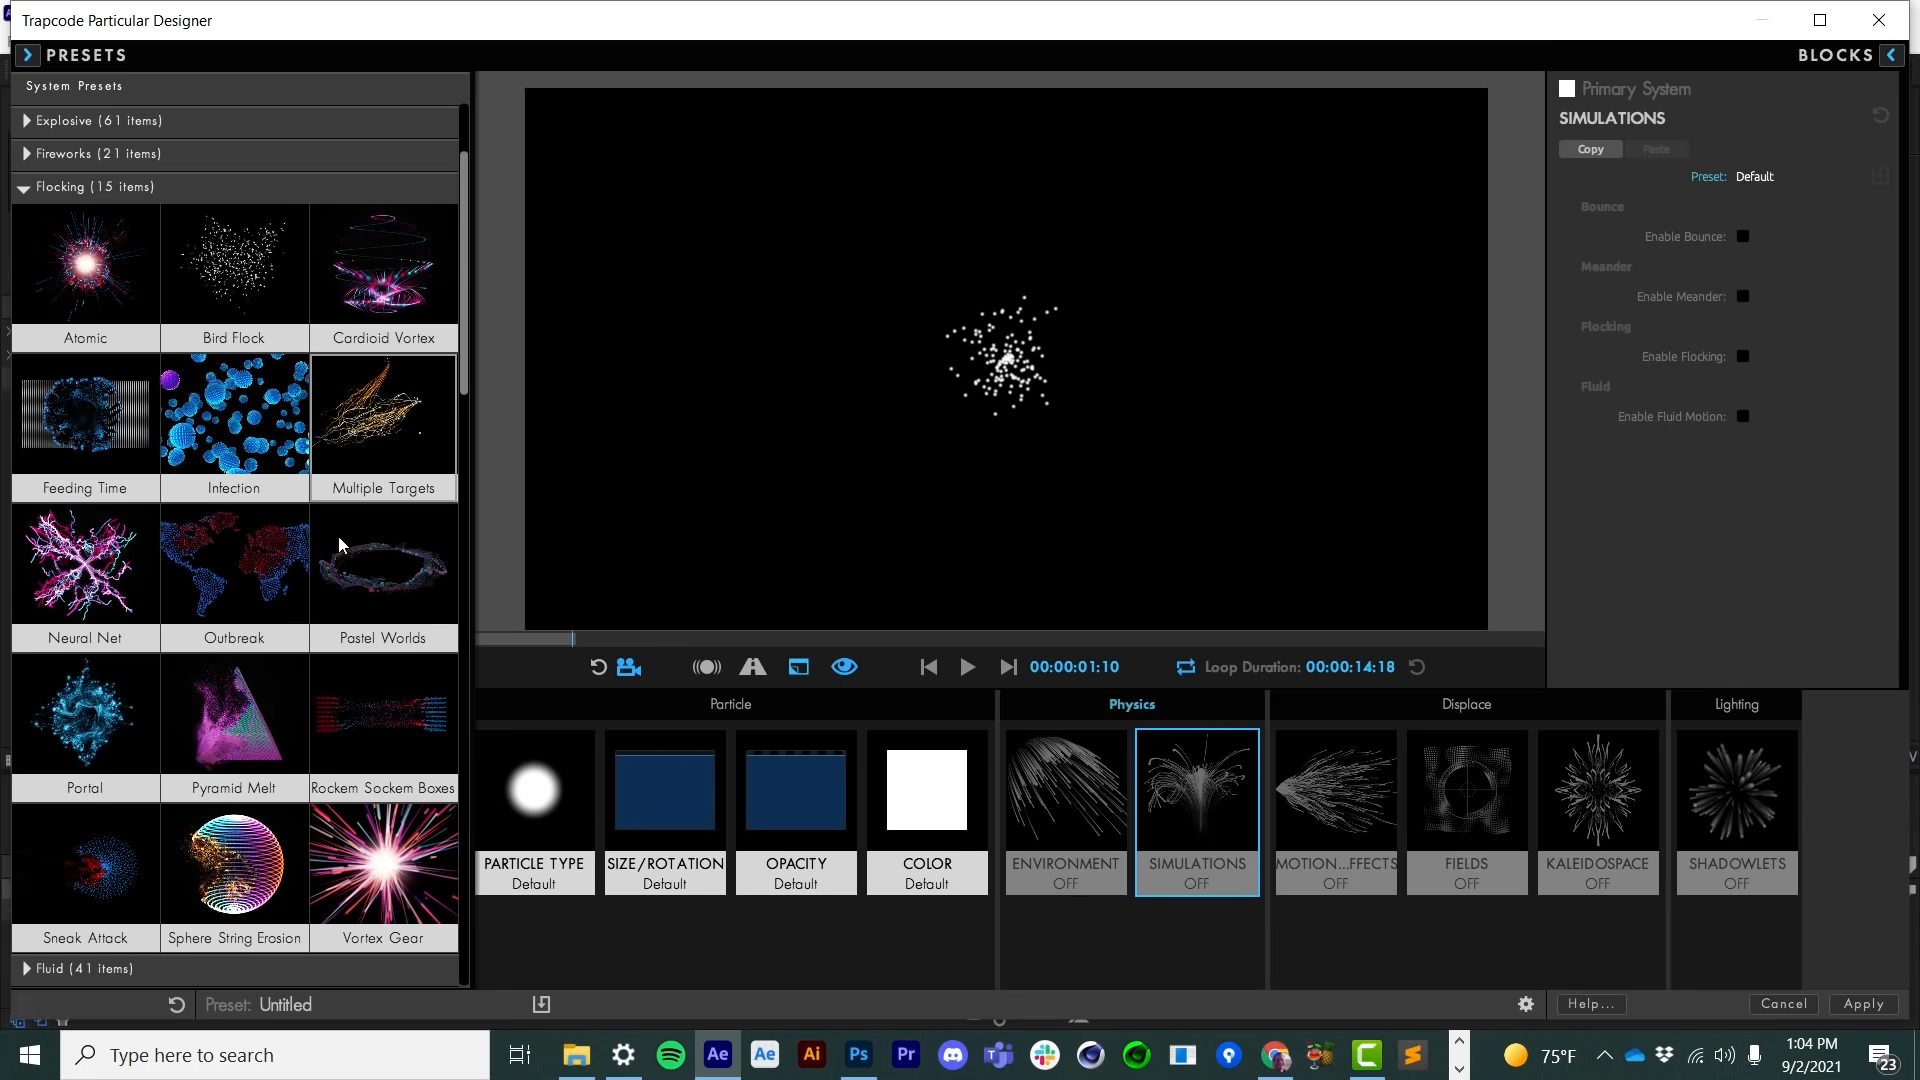 Trapcode Particular Designer
PRESETS
BLOCKS
System Presets
Explosive (61 items)
Fireworks (21 items)
Flocking (15 items)
Atomic
Bird Flock
Cardioid Vortex
Feeding Time
Infection
Multiple Targets
Neural Net
Outbreak
Pastel Worlds
Portal
Pyramid Melt
Rockem Sockem Boxes
Sneak Attack
Sphere String Erosion
Vortex Gear
Fluid (41 items)
Preset: Untitled
00:00:01:10
Loop Duration: 00:00:14:18
Particle
Physics
Displace
Lighting
PARTICLE TYPE
Default
SIZE/ROTATION
Default
OPACITY
Default
COLOR
Default
ENVIRONMENT
OFF
SIMULATIONS
OFF
MOTION...FFECTS
OFF
FIELDS
OFF
KALEIDOSPACE
OFF
SHADOWLETS
OFF
Primary System
SIMULATIONS
Copy
Paste
Preset: Default
Bounce
Enable Bounce:
Meander
Enable Meander:
Flocking
Enable Flocking:
Fluid
Enable Fluid Motion:
Help...
Cancel
Apply
Type here to search
Ae
Ae
Ai
Ps
Pr
75°F
1:04 PM
9/2/2021
23